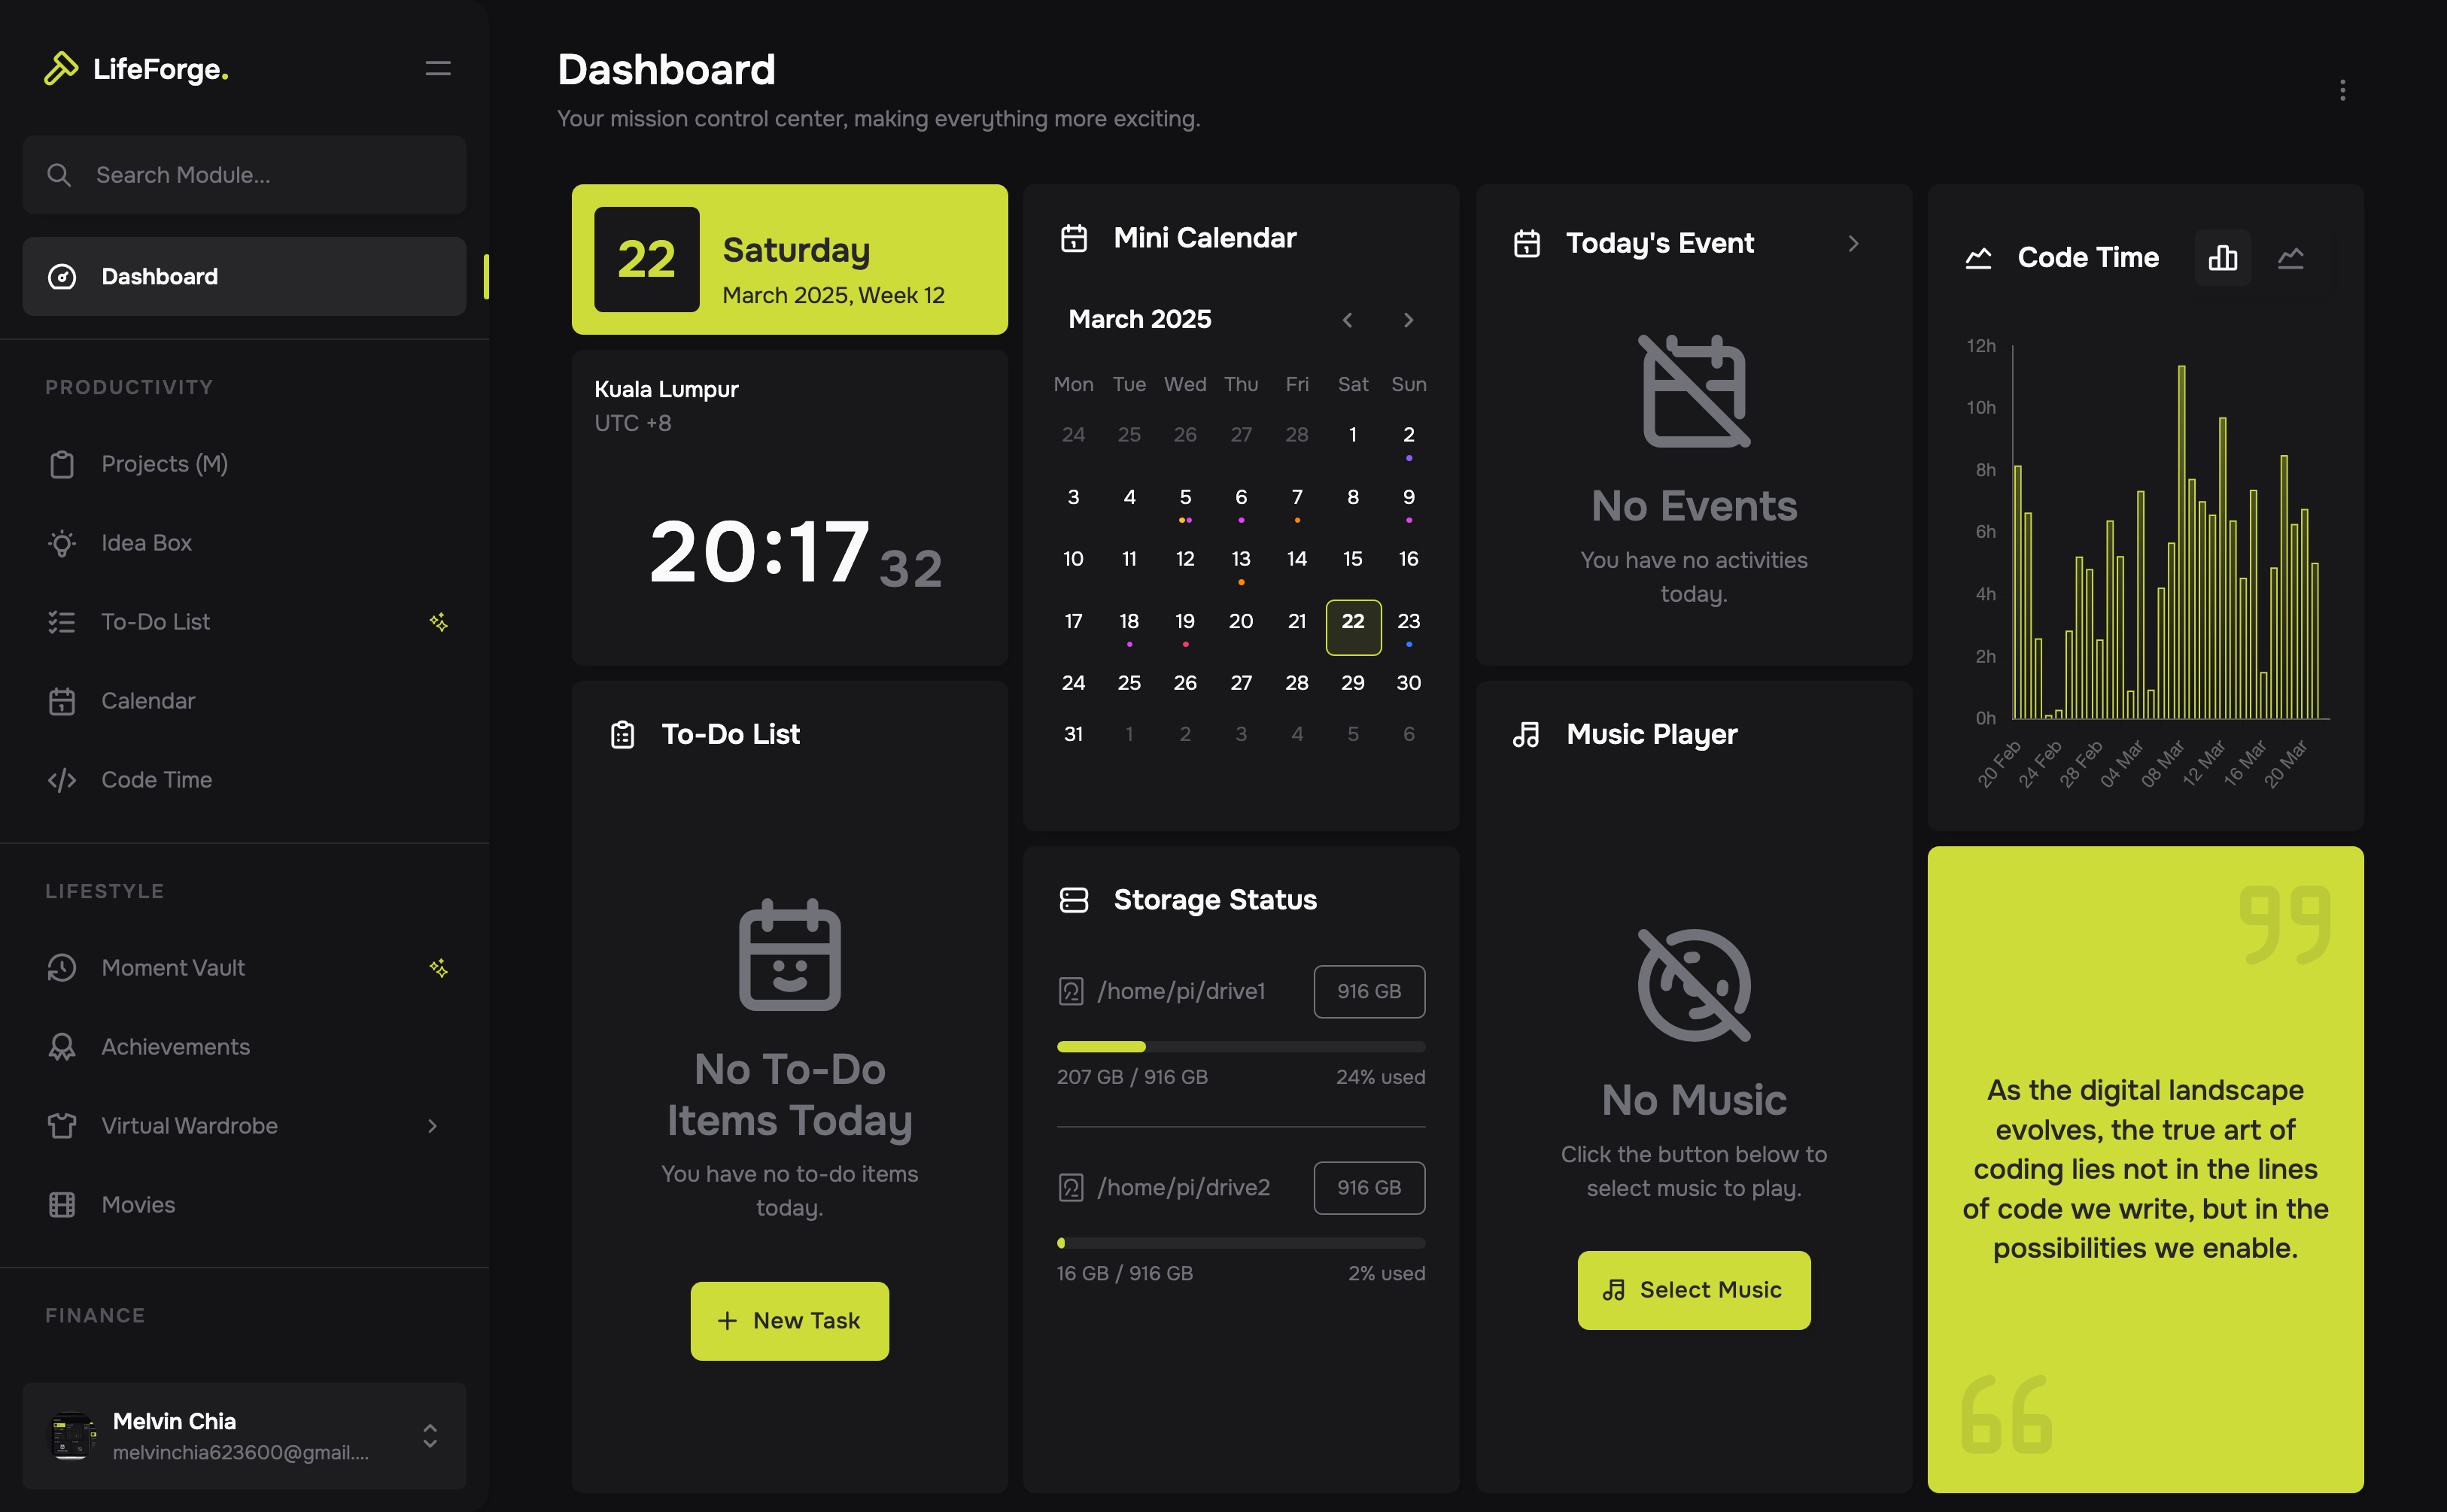 LifeForge.
Search Module...
Dashboard
PRODUCTIVITY
Projects (M)
Idea Box
To-Do List
Calendar
Code Time
LIFESTYLE
Moment Vault
Achievements
Virtual Wardrobe
Movies
FINANCE
Melvin Chia
melvinchia623600@gmail....
Dashboard
Your mission control center, making everything more exciting.
22
Saturday
March 2025, Week 12
Kuala Lumpur
UTC +8
20:17 32
To-Do List
No To-Do
Items Today
You have no to-do items
today.
+ New Task
Mini Calendar
March 2025
Mon Tue Wed Thu Fri Sat Sun
24 25 26 27 28 1 2
3 4 5 6 7 8 9
10 11 12 13 14 15 16
17 18 19 20 21 22 23
24 25 26 27 28 29 30
31 1 2 3 4 5 6
Storage Status
/home/pi/drive1 916 GB
207 GB / 916 GB 24% used
/home/pi/drive2 916 GB
16 GB / 916 GB 2% used
Today's Event
No Events
You have no activities
today.
Music Player
No Music
Click the button below to
select music to play.
Select Music
Code Time
12h
10h
8h
6h
4h
2h
0h
20 Feb 24 Feb 28 Feb 04 Mar 08 Mar 12 Mar 16 Mar 20 Mar
As the digital landscape
evolves, the true art of
coding lies not in the lines
of code we write, but in the
possibilities we enable.